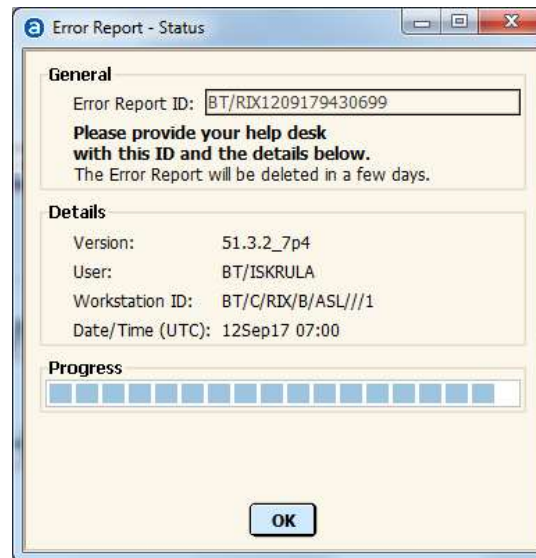 Error Report - Status
General
Error Report ID: BT/RIX1209179430699
Please provide your help desk
with this ID and the details below.
The Error Report will be deleted in a few days.
Details
Version: 51.3.2_7p4
User: BT/ISKRULA
Workstation ID: BT/C/RIX/B/ASL///1
Date/Time (UTC): 12Sep17 07:00
Progress
OK